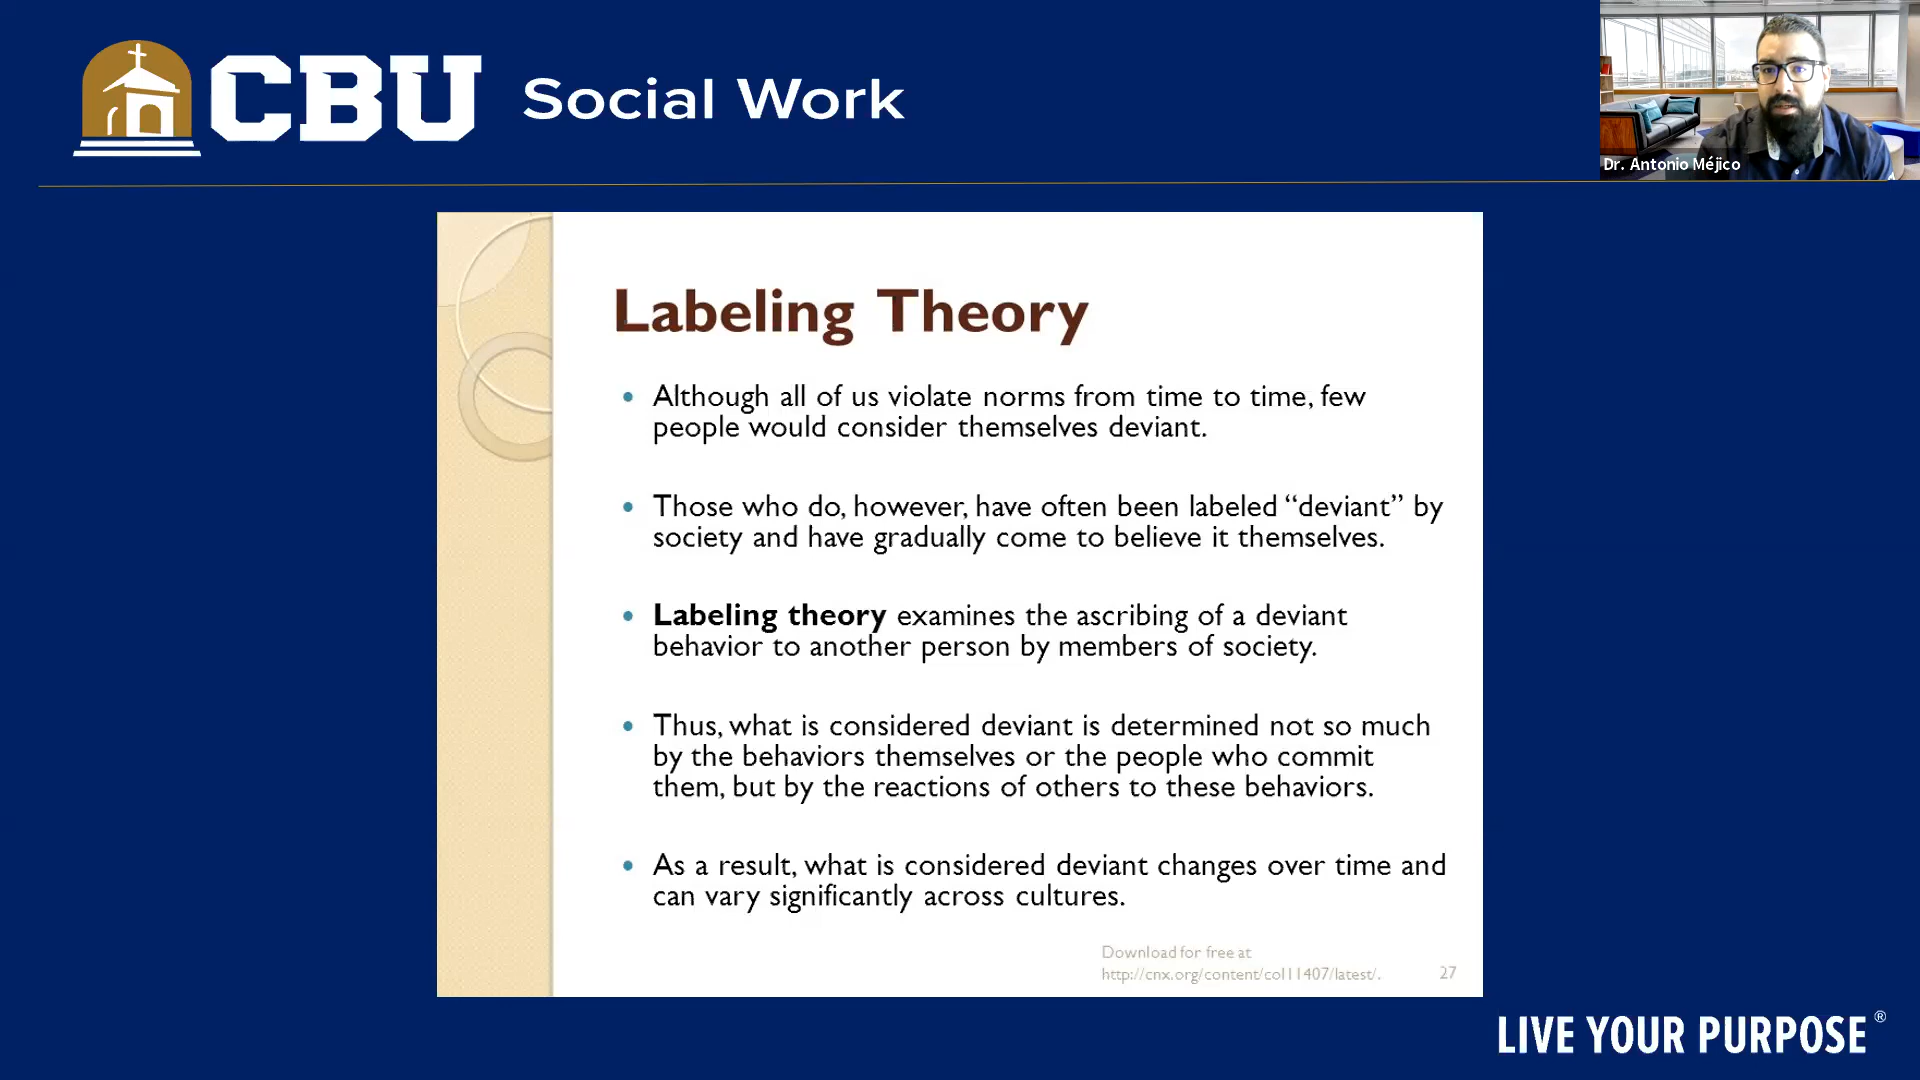 CBU Social Work
Dr. Antonio Méjico
Labeling Theory
• Although all of us violate norms from time to time, few
people would consider themselves deviant.
• Those who do, however, have often been labeled “deviant” by
society and have gradually come to believe it themselves.
• Labeling theory examines the ascribing of a deviant
behavior to another person by members of society.
• Thus, what is considered deviant is determined not so much
by the behaviors themselves or the people who commit
them, but by the reactions of others to these behaviors.
• As a result, what is considered deviant changes over time and
can vary significantly across cultures.
Download for free at
http://cnx.org/content/col11407/latest/.
27
LIVE YOUR PURPOSE®